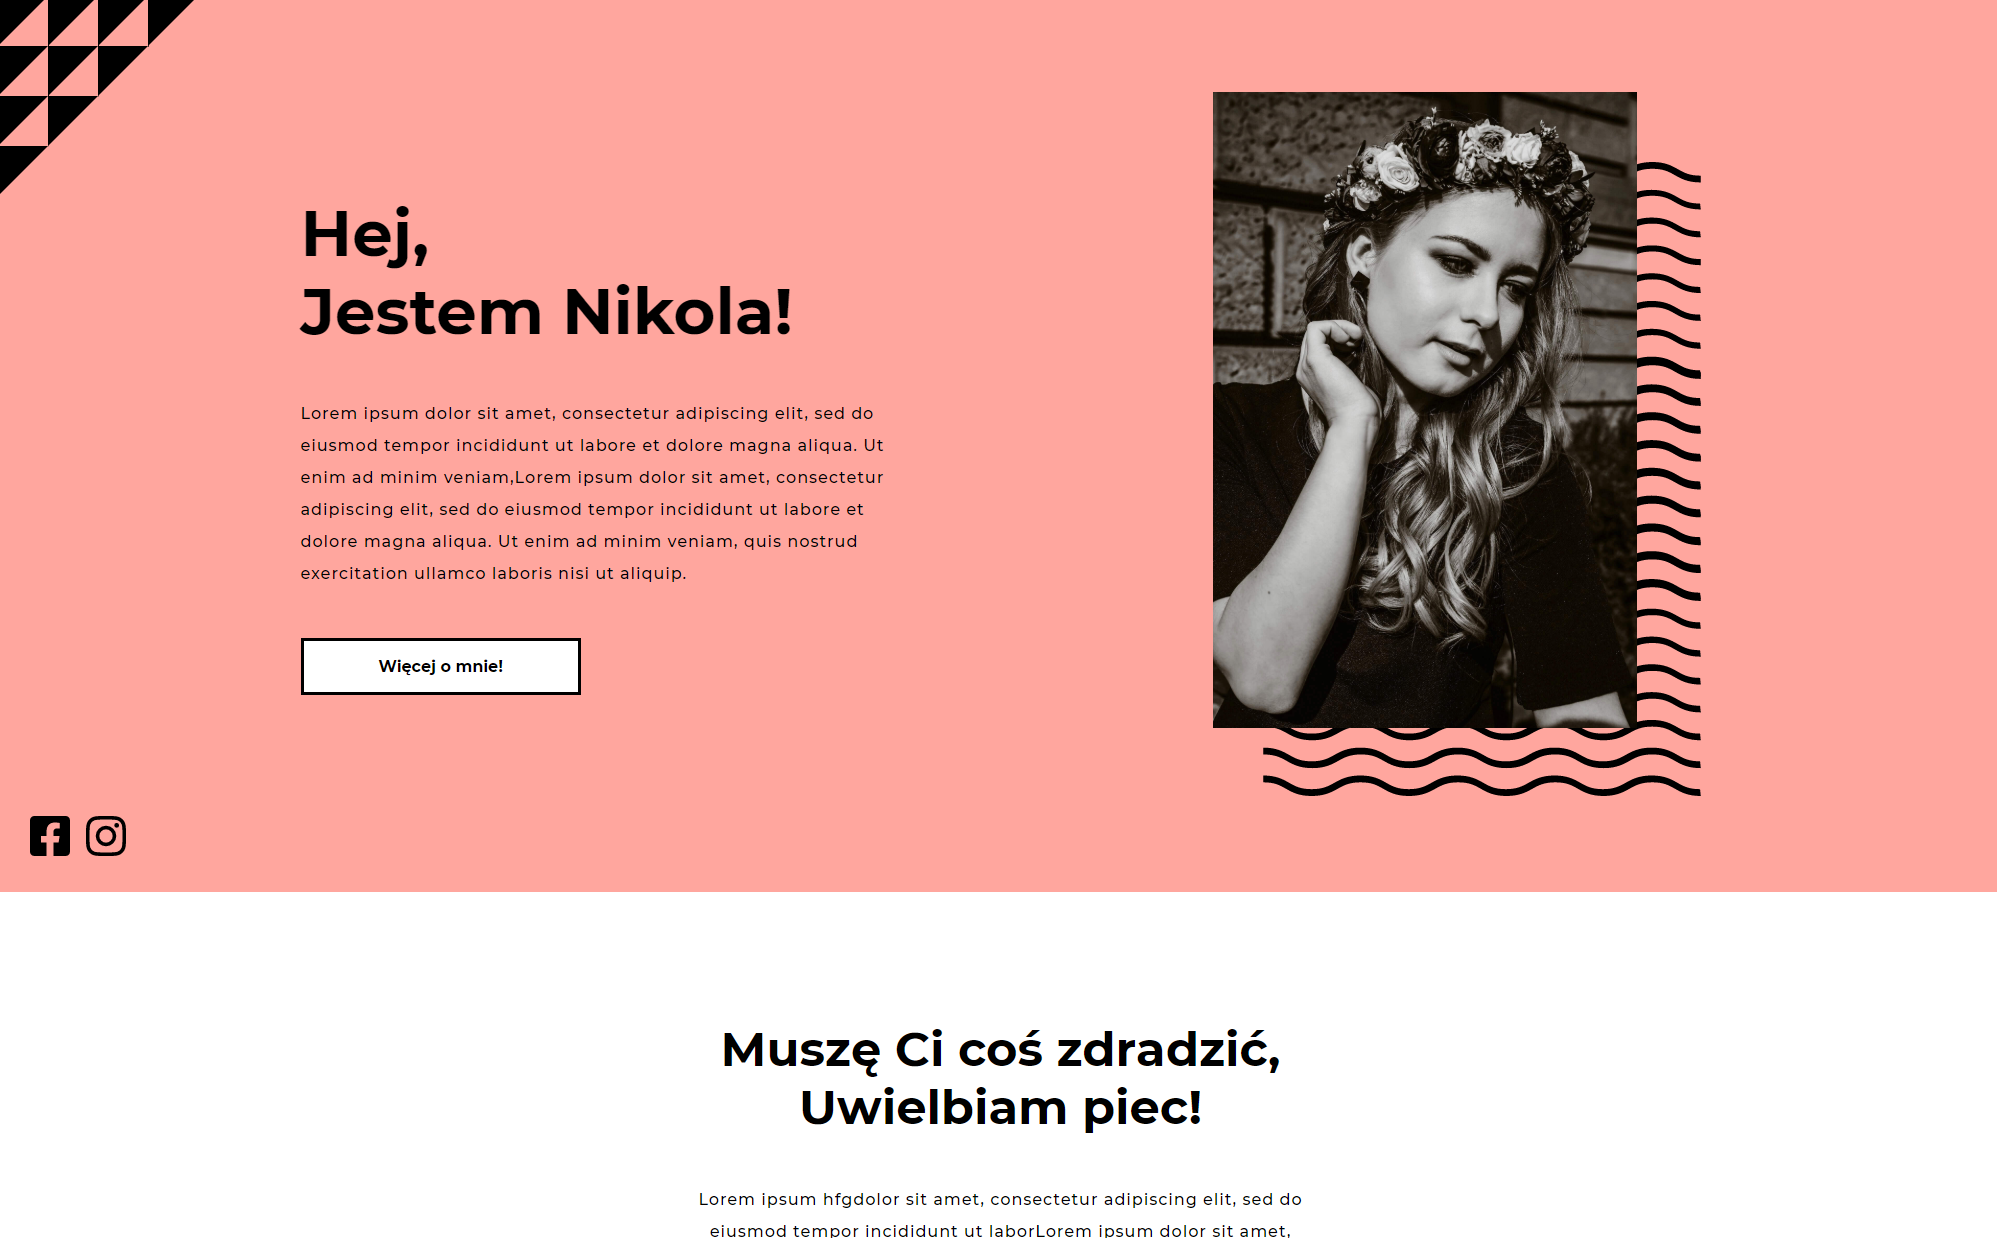 Hej,
Jestem Nikola!
Lorem ipsum dolor sit amet, consectetur adipiscing elit, sed do
eiusmod tempor incididunt ut labore et dolore magna aliqua. Ut
enim ad minim veniam,Lorem ipsum dolor sit amet, consectetur
adipiscing elit, sed do eiusmod tempor incididunt ut labore et
dolore magna aliqua. Ut enim ad minim veniam, quis nostrud
exercitation ullamco laboris nisi ut aliquip.
Więcej o mnie!
Muszę Ci coś zdradzić,
Uwielbiam piec!
Lorem ipsum hfgdolor sit amet, consectetur adipiscing elit, sed do
eiusmod tempor incididunt ut laborLorem ipsum dolor sit amet,